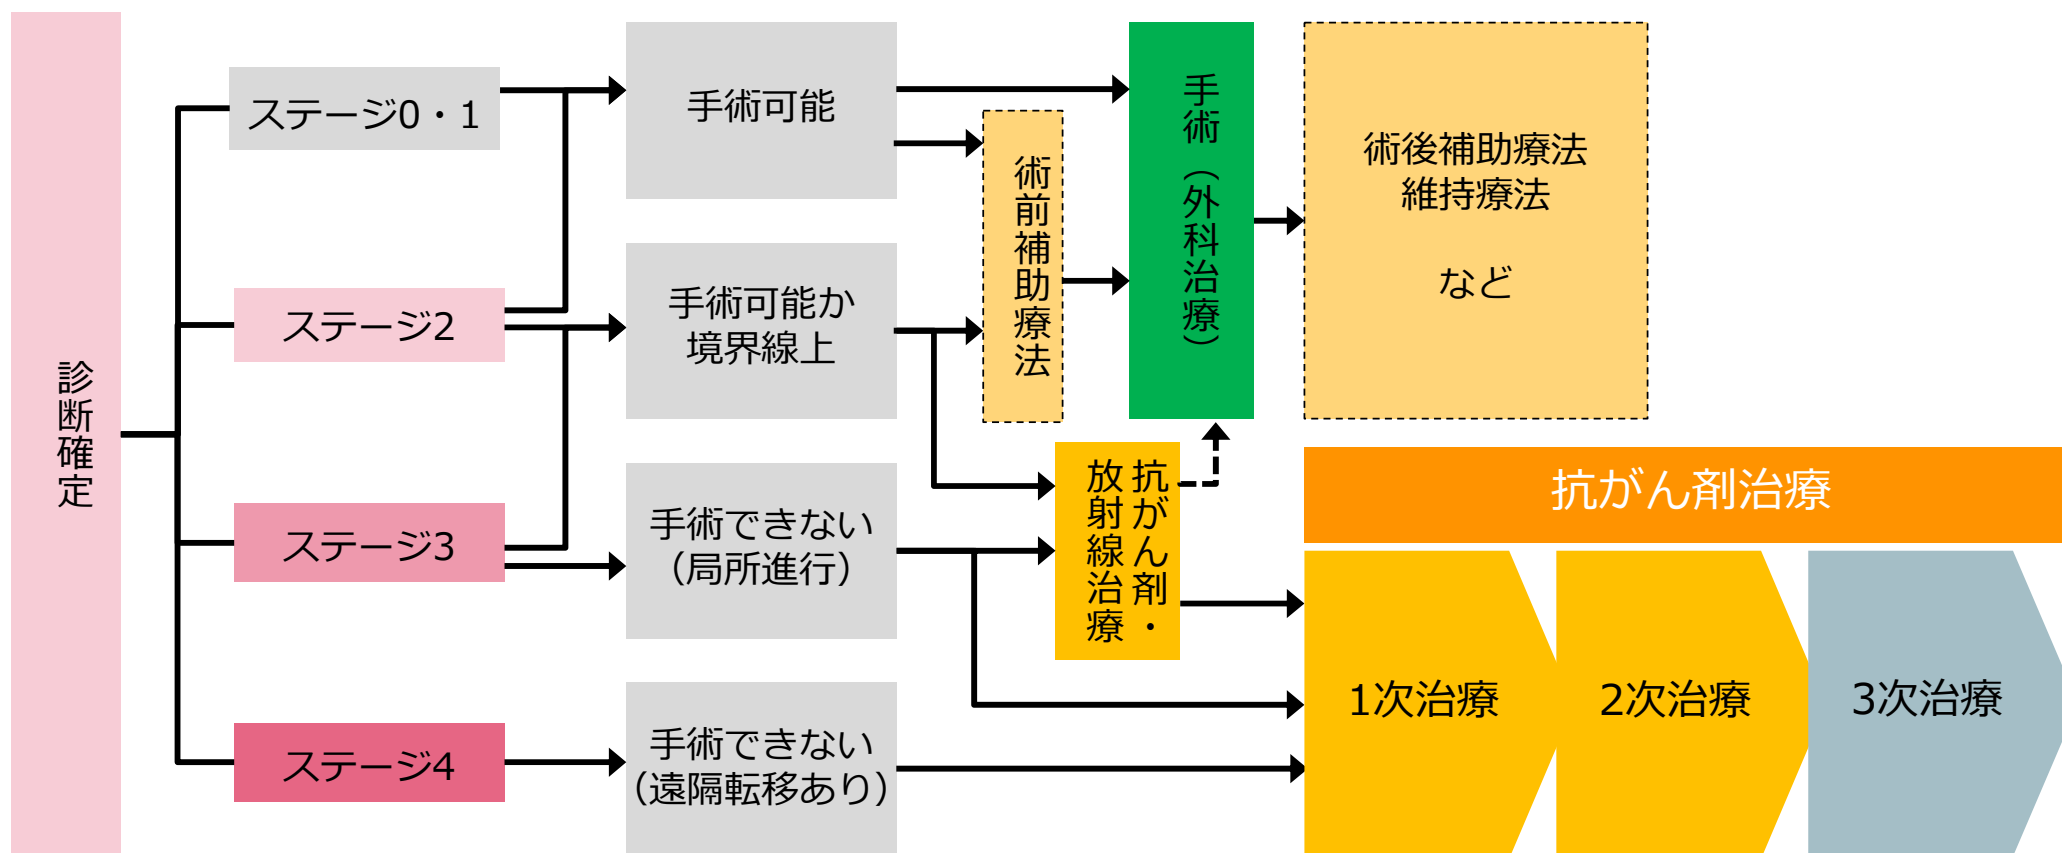 診断確定
ステージ0・1
ステージ2
ステージ3
ステージ4
手術可能
手術可能か
境界線上
手術できない
（局所進行）
手術できない
（遠隔転移あり）
術前補助療法
抗がん剤・
放射線治療
手術（外科治療）
術後補助療法
維持療法
など
抗がん剤治療
1次治療
2次治療
3次治療